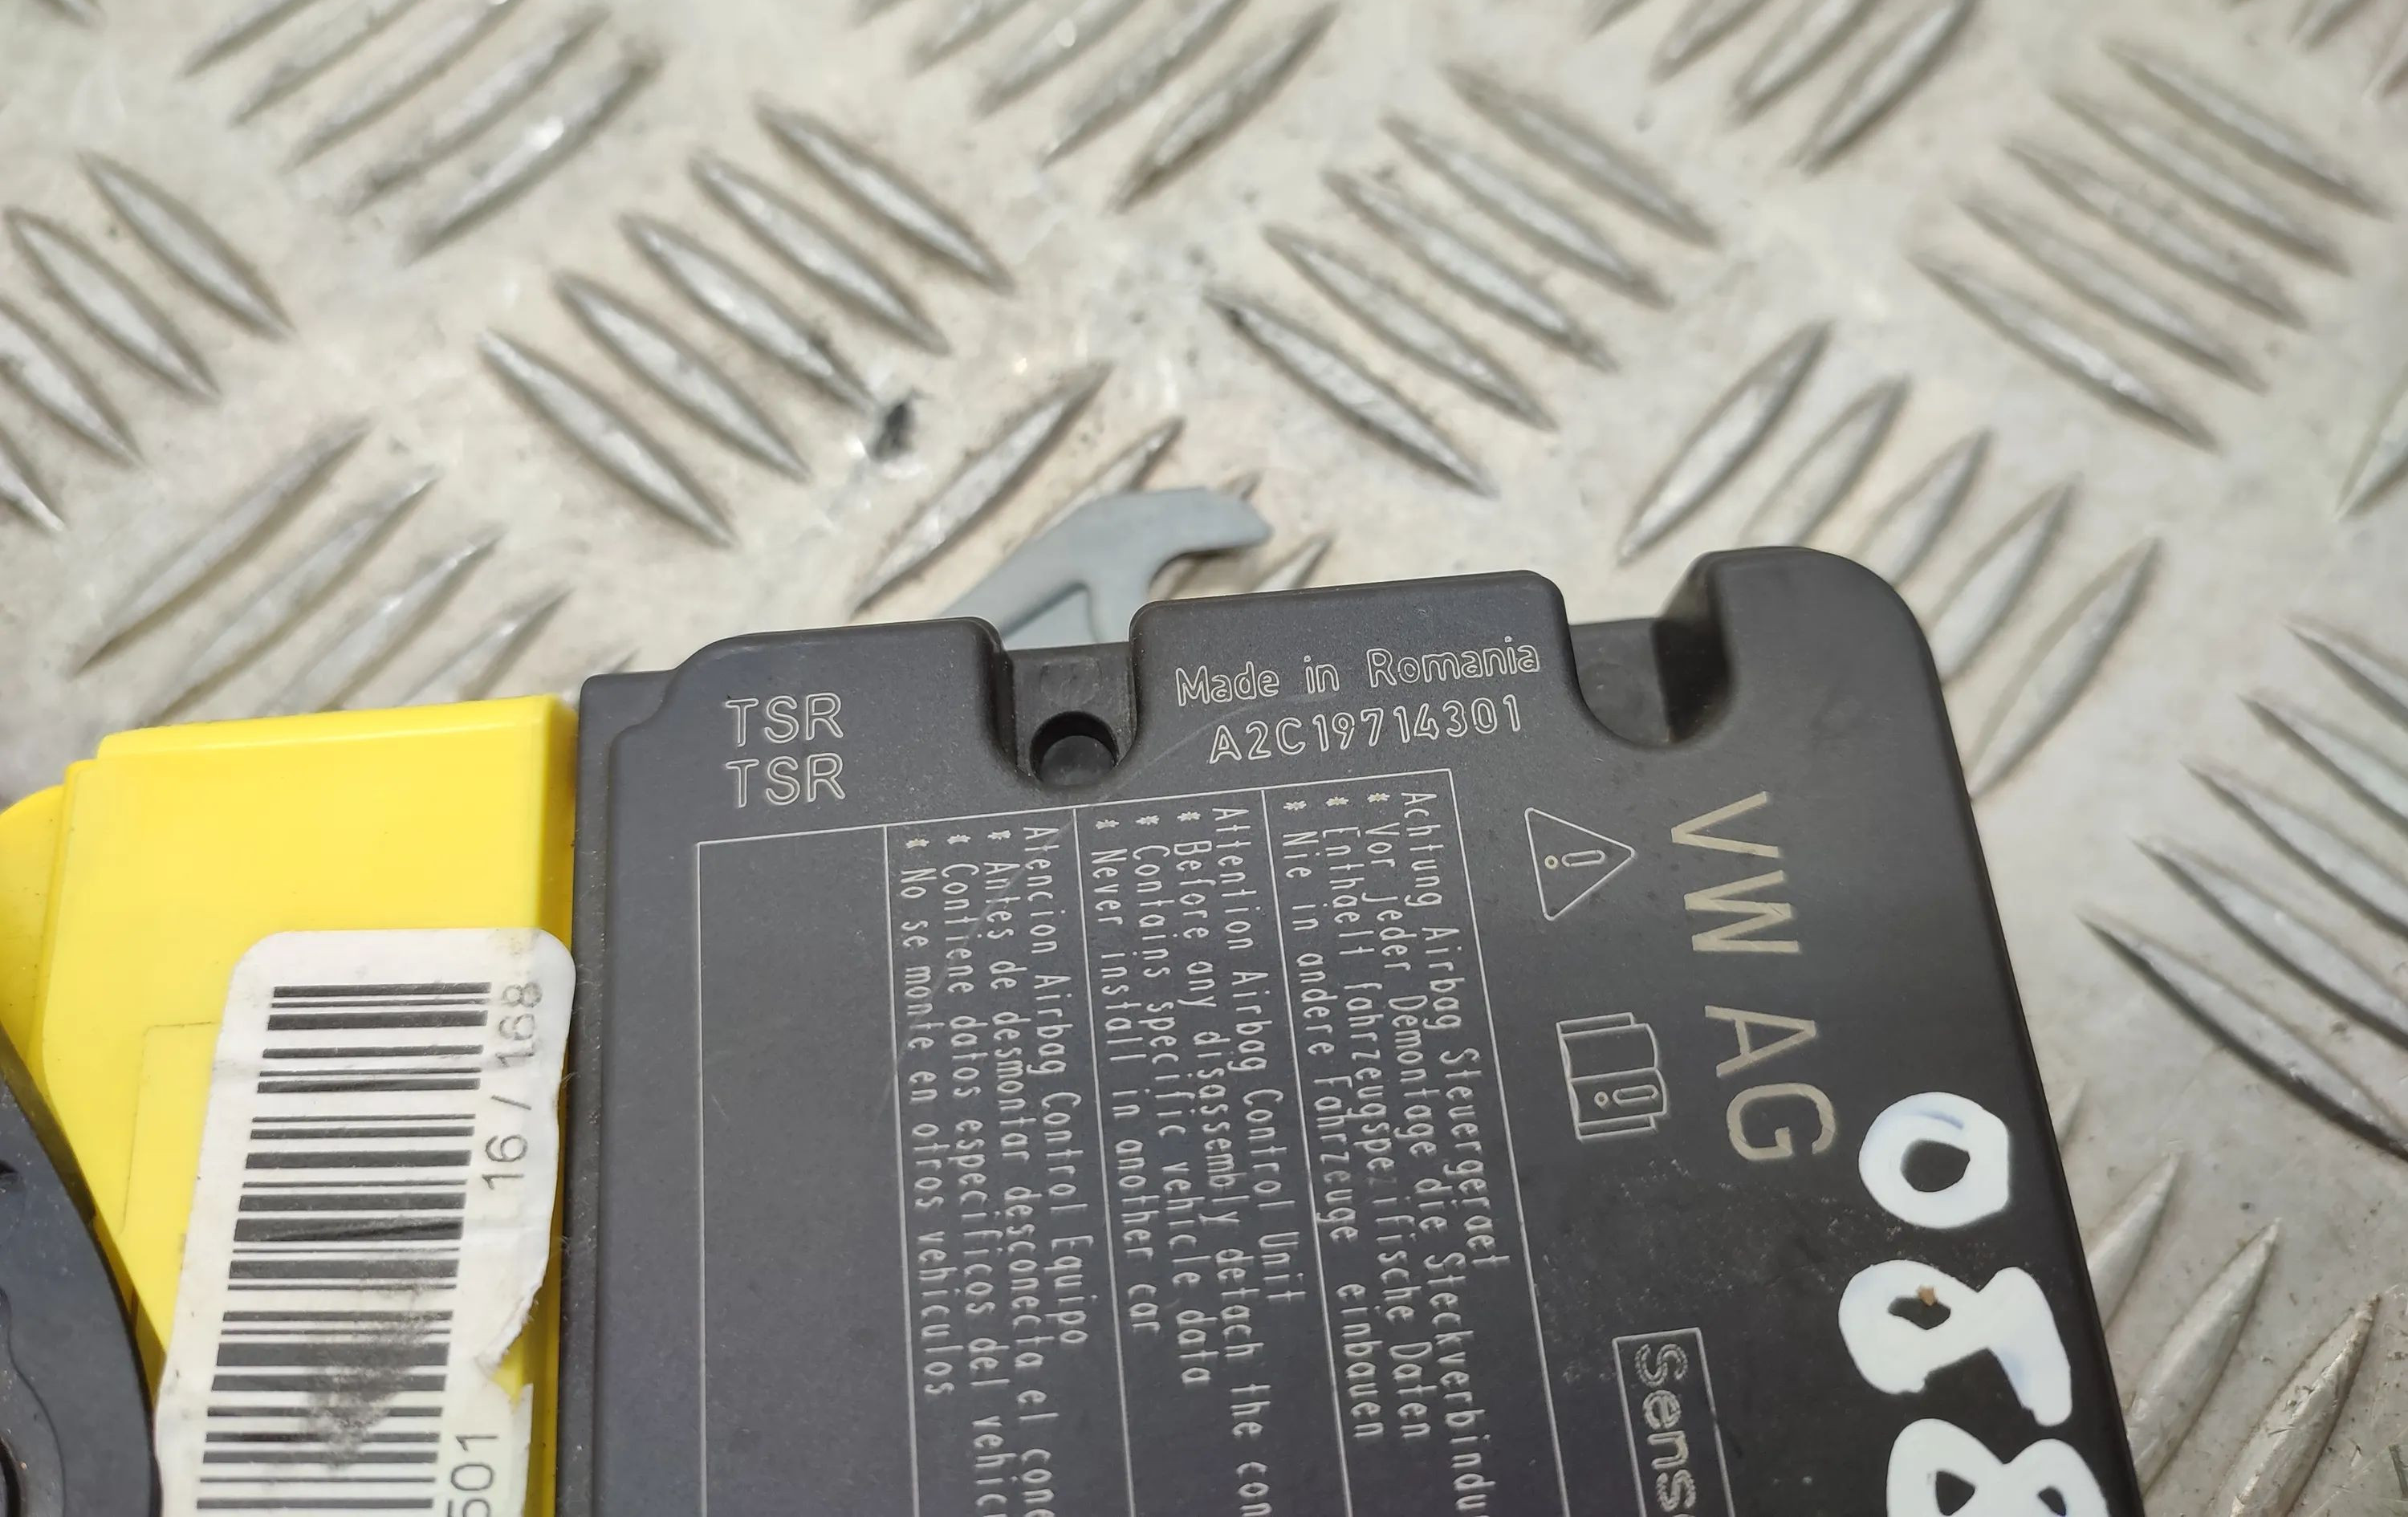 TSR
TSR
Made in Romania
A2C19714301
VW AG
Achtung Airbag Steuergeraet
* Vor jeder Demontage die Steckverbindu
* Enthaelt fahrzeugspezifische Daten
* Nie in andere Fahrzeuge einbauen
Attention Airbag Control Unit
* Before any disassembly detach the con
* Contains specific vehicle data
* Never install in another car
Atencion Airbag Control Equipo
* Antes de desmontar desconecta el cone
* Contiene datos especificos del vehic
* No se monte en otros vehiculos
Sens
16 / 168
501